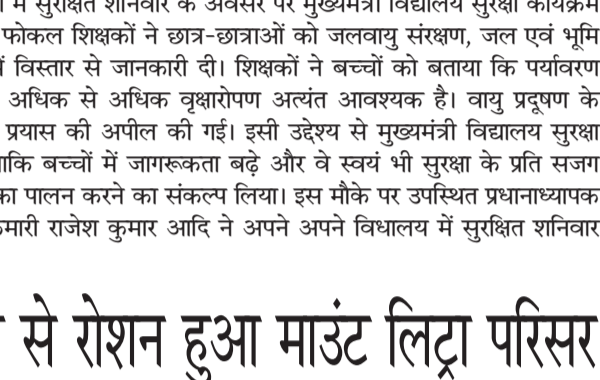 में सुरक्षित शनिवार के अवसर पर मुख्यमंत्री विद्यालय सुरक्षा कार्यक्रम
फोकल शिक्षकों ने छात्र-छात्राओं को जलवायु संरक्षण, जल एवं भूमि
विस्तार से जानकारी दी। शिक्षकों ने बच्चों को बताया कि पर्यावरण
अधिक से अधिक वृक्षारोपण अत्यंत आवश्यक है। वायु प्रदूषण के
प्रयास की अपील की गई। इसी उद्देश्य से मुख्यमंत्री विद्यालय सुरक्षा
बच्चों में जागरूकता बढ़े और वे स्वयं भी सुरक्षा के प्रति सजग
का पालन करने का संकल्प लिया। इस मौके पर उपस्थित प्रधानाध्यापक
राजेश कुमार आदि ने अपने अपने विधालय में सुरक्षित शनिवार
से रोशन हुआ माउंट लिट्रा परिसर